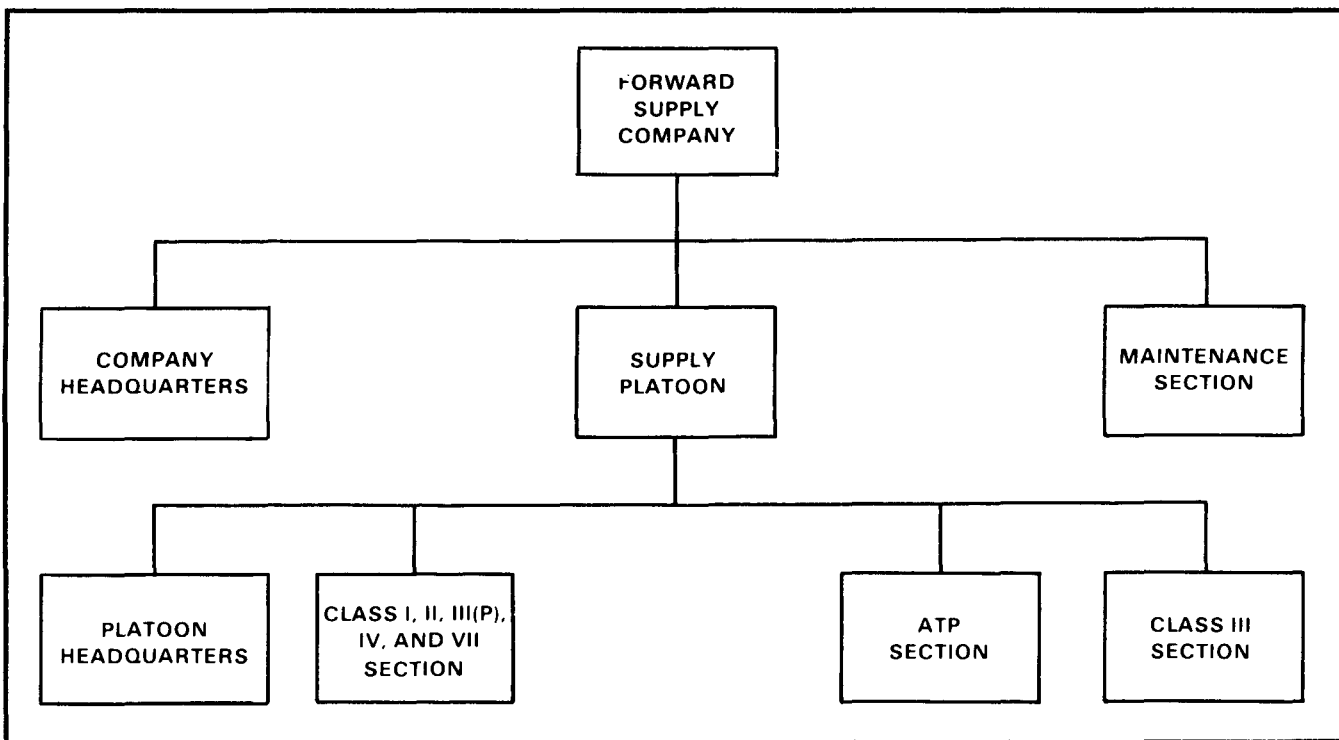 FORWARD
SUPPLY
COMPANY
COMPANY
HEADQUARTERS
SUPPLY
PLATOON
MAINTENANCE
SECTION
PLATOON
HEADQUARTERS
CLASS I, II, III(P),
IV, AND VII
SECTION
ATP
SECTION
CLASS III
SECTION